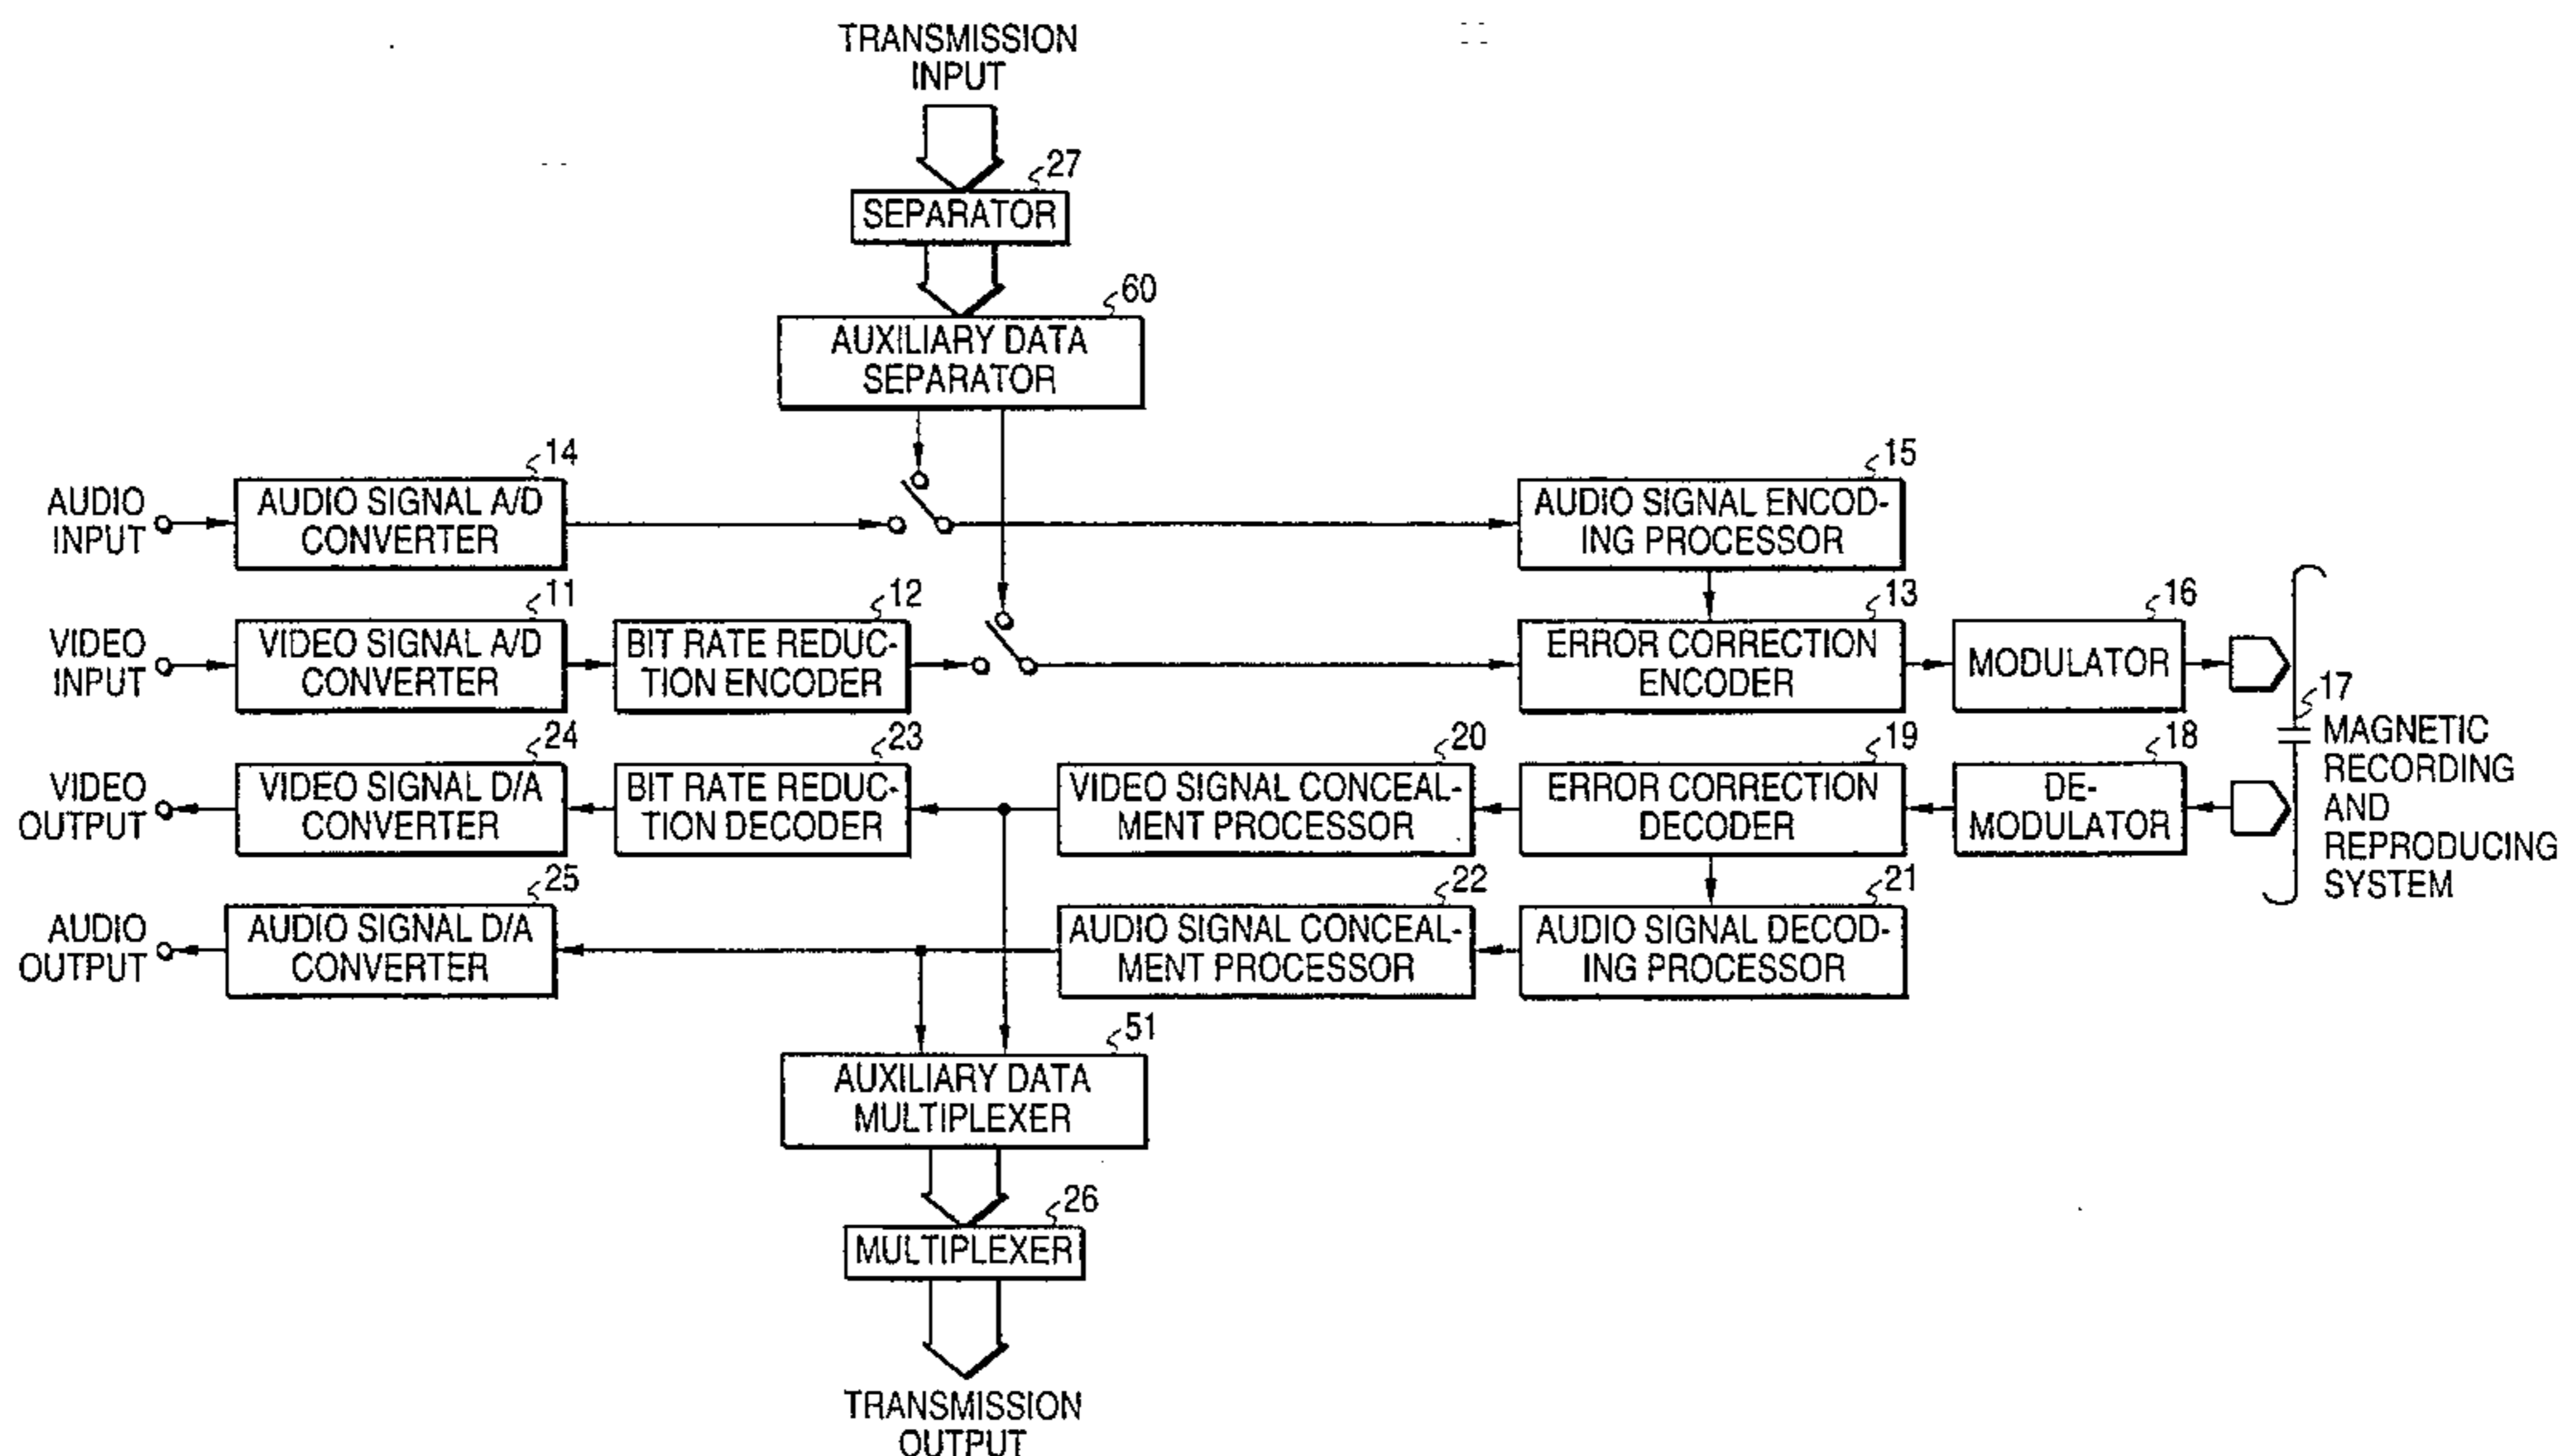 TRANSMISSION
INPUT
27
SEPARATOR
60
AUXILIARY DATA
SEPARATOR
14
15
AUDIO
INPUT
AUDIO SIGNAL A/D
CONVERTER
AUDIO SIGNAL ENCOD-
ING PROCESSOR
11
12
13
16
VIDEO
INPUT
VIDEO SIGNAL A/D
CONVERTER
BIT RATE REDUC-
TION ENCODER
ERROR CORRECTION
ENCODER
MODULATOR
17
MAGNETIC
RECORDING
AND
REPRODUCING
SYSTEM
24
23
20
19
18
VIDEO
OUTPUT
VIDEO SIGNAL D/A
CONVERTER
BIT RATE REDUC-
TION DECODER
VIDEO SIGNAL CONCEAL-
MENT PROCESSOR
ERROR CORRECTION
DECODER
DE-
MODULATOR
25
22
21
AUDIO
OUTPUT
AUDIO SIGNAL D/A
CONVERTER
AUDIO SIGNAL CONCEAL-
MENT PROCESSOR
AUDIO SIGNAL DECOD-
ING PROCESSOR
51
AUXILIARY DATA
MULTIPLEXER
26
MULTIPLEXER
TRANSMISSION
OUTPUT